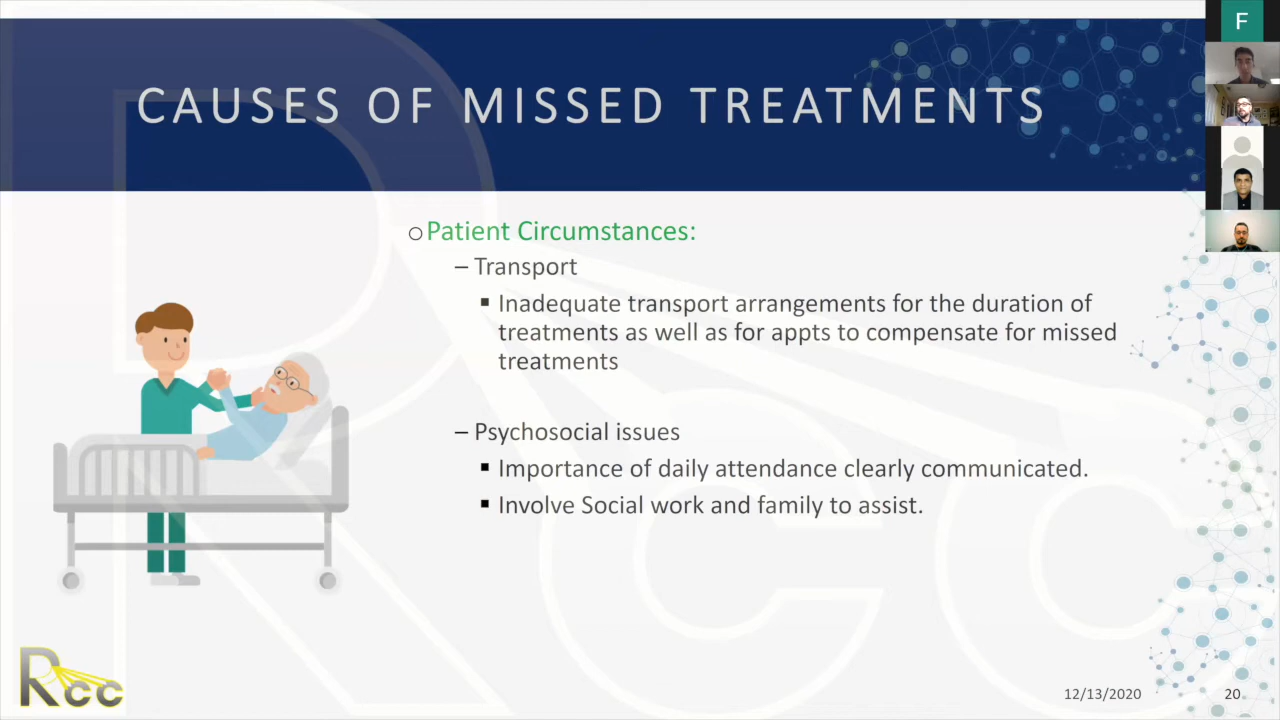 F
CAUSES OF MISSED TREATMENTS
oPatient Circumstances:
– Transport
▪ Inadequate transport arrangements for the duration of
treatments as well as for appts to compensate for missed
treatments
– Psychosocial issues
▪ Importance of daily attendance clearly communicated.
▪ Involve Social work and family to assist.
Rcc
12/13/2020
20